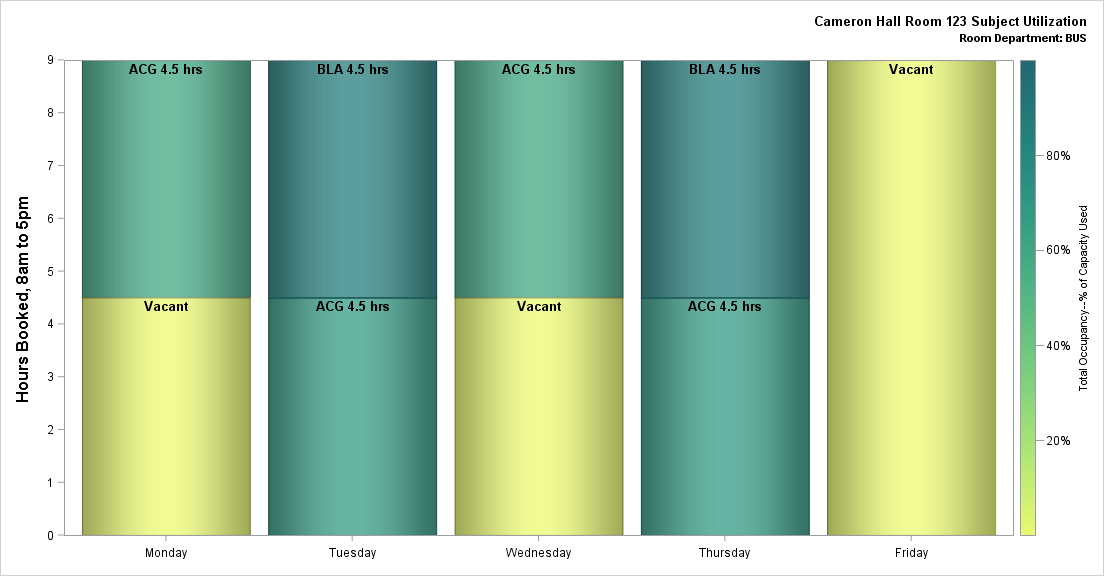 Cameron Hall Room 123 Subject Utilization
Room Department: BUS
Hours Booked, 8am to 5pm
9
8
7
6
5
4
3
2
1
0
ACG 4.5 hrs
BLA 4.5 hrs
ACG 4.5 hrs
BLA 4.5 hrs
Vacant
Vacant
ACG 4.5 hrs
Vacant
ACG 4.5 hrs
Monday
Tuesday
Wednesday
Thursday
Friday
80%
60%
40%
20%
Total Occupancy--% of Capacity Used